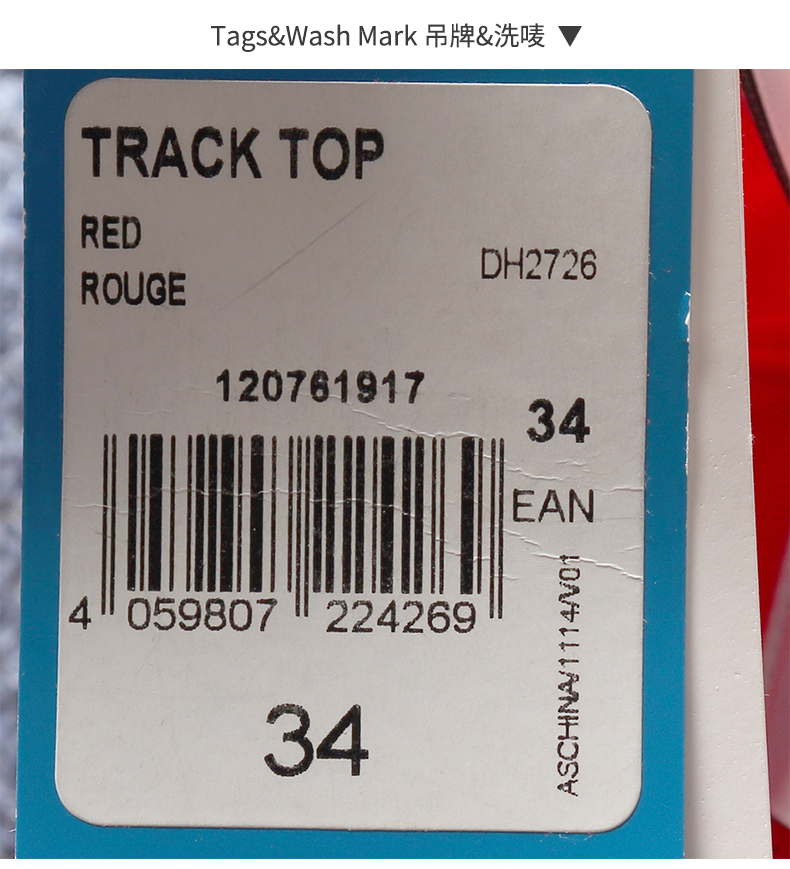 Tags&Wash Mark 吊牌&洗唛 ▼
TRACK TOP
RED
ROUGE
DH2726
120761917
34
EAN
4 059807 224269
34
ASCHINA/1114/V01